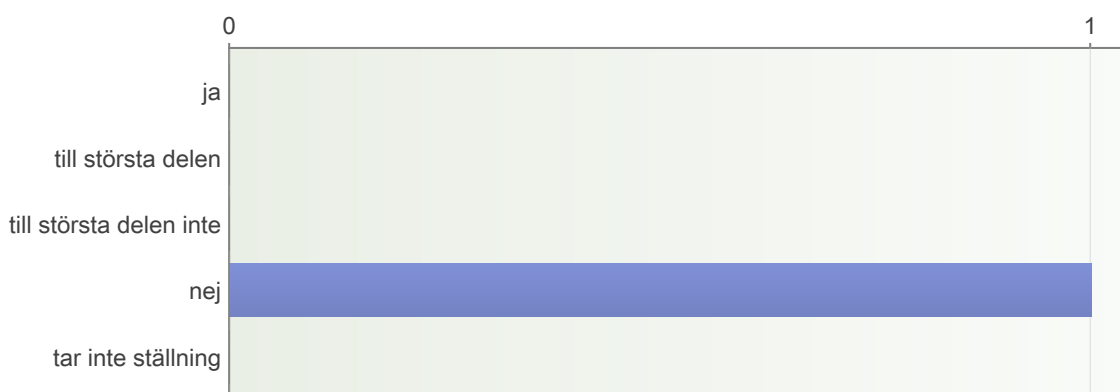 0 1
ja
till största delen
till största delen inte
nej
tar inte ställning